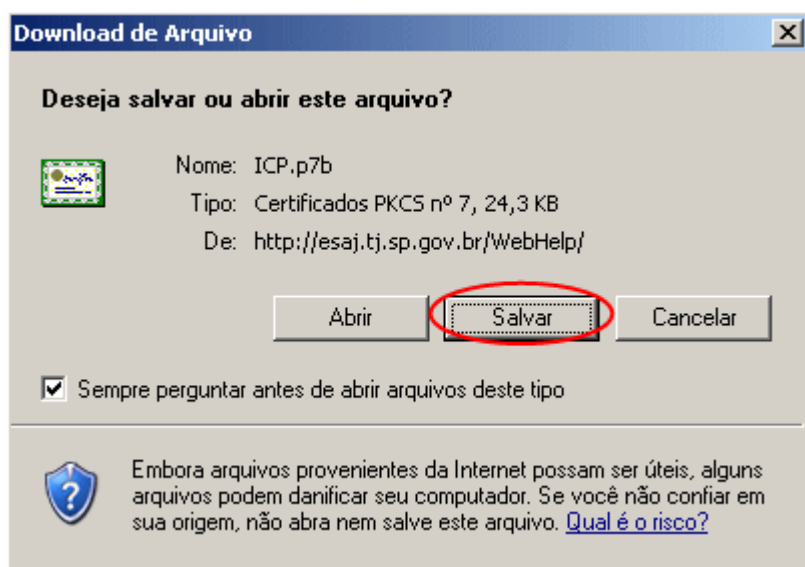 Download de Arquivo
Deseja salvar ou abrir este arquivo?
Nome: ICP.p7b
Tipo: Certificados PKCS nº 7, 24,3 KB
De: http://esaj.tj.sp.gov.br/WebHelp/
Abrir Salvar Cancelar
Sempre perguntar antes de abrir arquivos deste tipo
Embora arquivos provenientes da Internet possam ser úteis, alguns
arquivos podem danificar seu computador. Se você não confiar em
sua origem, não abra nem salve este arquivo. Qual é o risco?